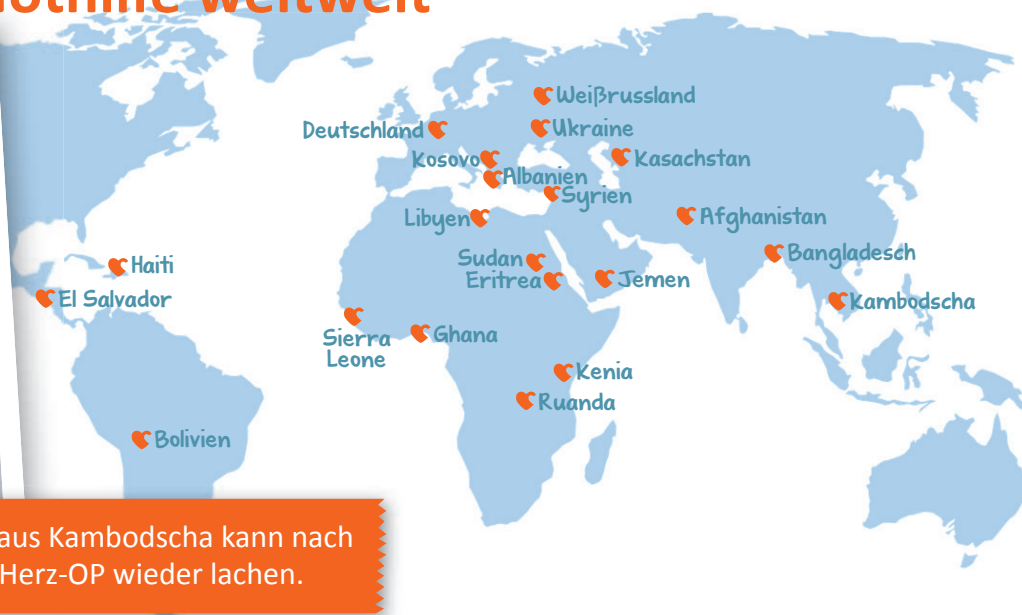 weltweit
Weißrussland
Deutschland
Ukraine
Kosovo
Kasachstan
Albanien
Syrien
Libyen
Afghanistan
Sudan
Bangladesch
Haiti
Eritrea
Jemen
El Salvador
Kambodscha
Sierra
Leone
Ghana
Kenia
Ruanda
Bolivien
aus Kambodscha kann nach
Herz-OP wieder lachen.